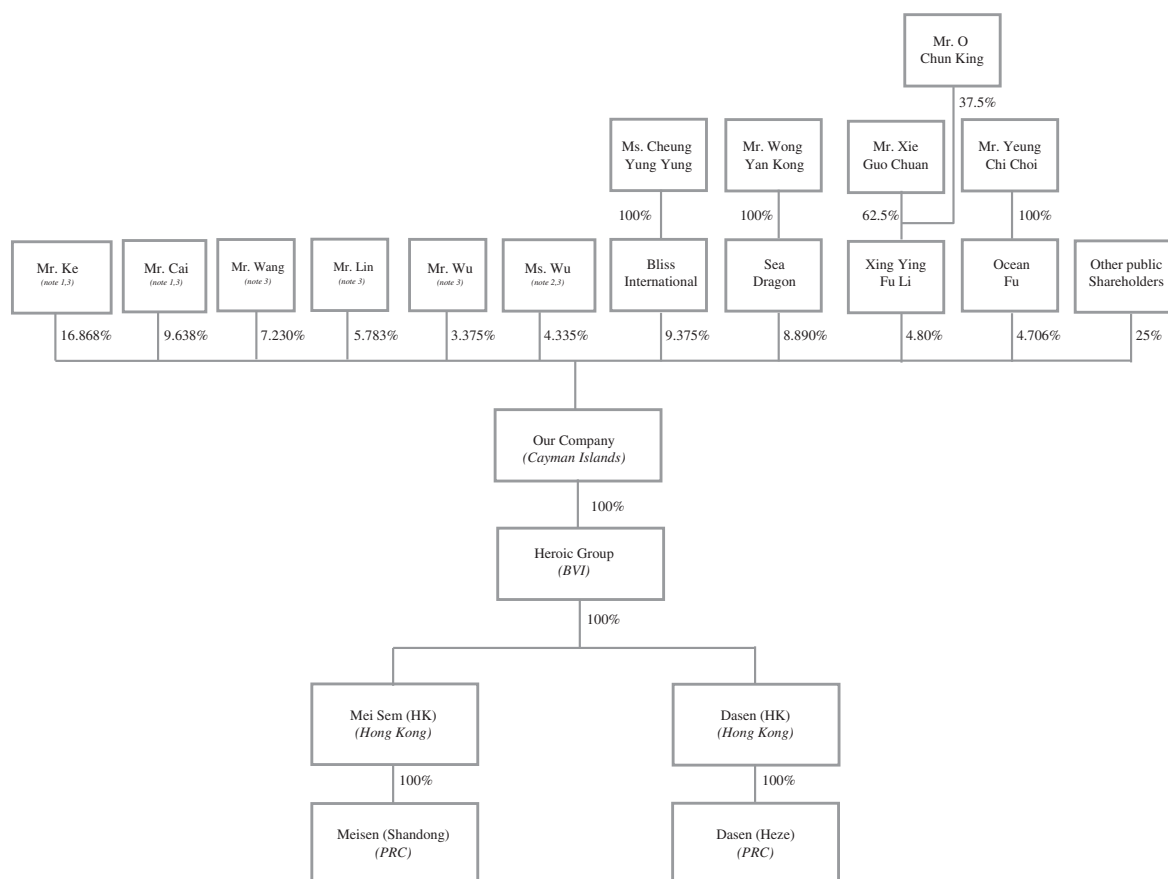 Mr. O
Chun King
37.5%
Ms. Cheung
Yung Yung
Mr. Wong
Yan Kong
Mr. Xie
Guo Chuan
Mr. Yeung
Chi Choi
100%
100%
62.5%
100%
Mr. Ke
(note 1,3)
Mr. Cai
(note 1,3)
Mr. Wang
(note 3)
Mr. Lin
(note 3)
Mr. Wu
(note 3)
Ms. Wu
(note 2,3)
Bliss
International
Sea
Dragon
Xing Ying
Fu Li
Ocean
Fu
Other public
Shareholders
16.868%
9.638%
7.230%
5.783%
3.375%
4.335%
9.375%
8.890%
4.80%
4.706%
25%
Our Company
(Cayman Islands)
100%
Heroic Group
(BVI)
100%
Mei Sem (HK)
(Hong Kong)
Dasen (HK)
(Hong Kong)
100%
100%
Meisen (Shandong)
(PRC)
Dasen (Heze)
(PRC)